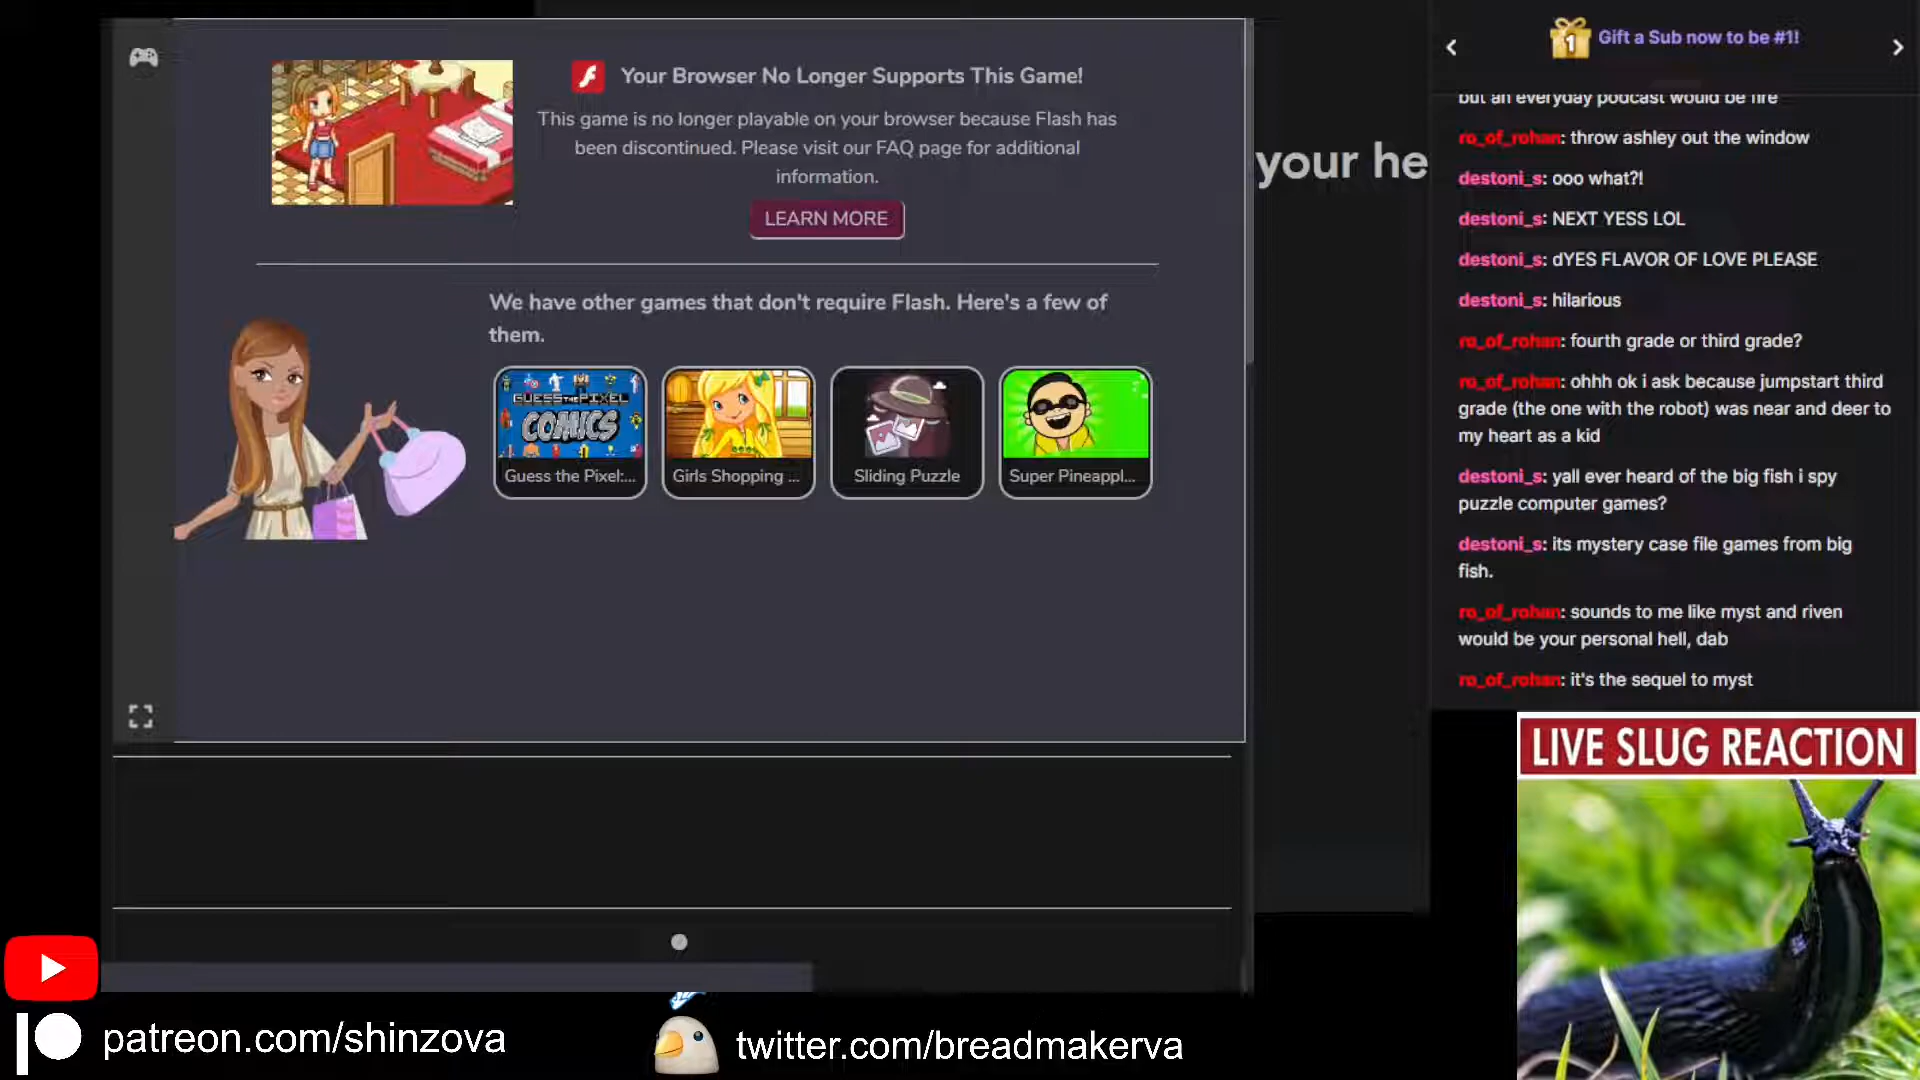 Your Browser No Longer Supports This Game!
This game is no longer playable on your browser because Flash has
been discontinued. Please visit our FAQ page for additional
information.
LEARN MORE
We have other games that don't require Flash. Here's a few of
them.
GUESS THE PIXEL
COMICS
Guess the Pixel:...
Girls Shopping ...
Sliding Puzzle
Super Pineappl...
your he
1
Gift a Sub now to be #1!
but an everyday podcast would be fire
ro_of_rohan: throw ashley out the window
destoni_s: ooo what?!
destoni_s: NEXT YESS LOL
destoni_s: dYES FLAVOR OF LOVE PLEASE
destoni_s: hilarious
ro_of_rohan: fourth grade or third grade?
ro_of_rohan: ohhh ok i ask because jumpstart third
grade (the one with the robot) was near and deer to
my heart as a kid
destoni_s: yall ever heard of the big fish i spy
puzzle computer games?
destoni_s: its mystery case file games from big
fish.
ro_of_rohan: sounds to me like myst and riven
would be your personal hell, dab
ro_of_rohan: it's the sequel to myst
LIVE SLUG REACTION
patreon.com/shinzova
twitter.com/breadmakerva